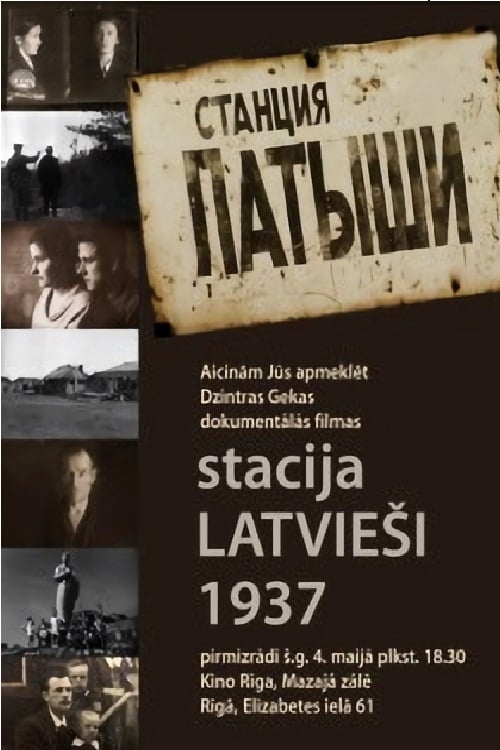 СТАНЦИЯ
ЛАТЫШИ
Aicinām Jūs apmeklēt
Dzintras Gekas
dokumentālās filmas
stacija
LATVIEŠI
1937
pirmizrādi š.g. 4. maijā plkst. 18.30
Kino Rīga, Mazajā zālē
Rīgā, Elizabetes ielā 61